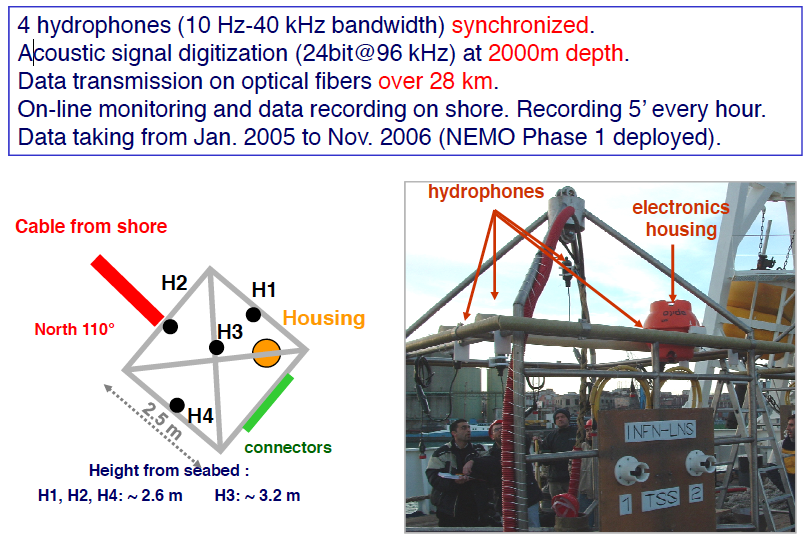 4 hydrophones (10 Hz-40 kHz bandwidth) synchronized.
Acoustic signal digitization (24bit@96 kHz) at 2000m depth.
Data transmission on optical fibers over 28 km.
On-line monitoring and data recording on shore. Recording 5’ every hour.
Data taking from Jan. 2005 to Nov. 2006 (NEMO Phase 1 deployed).
Cable from shore
H2
H1
Housing
North 110°
H3
H4
2.5 m
connectors
Height from seabed :
H1, H2, H4: ~ 2.6 m H3: ~ 3.2 m
hydrophones
electronics
housing
INFN-LNS
1 TSS 2